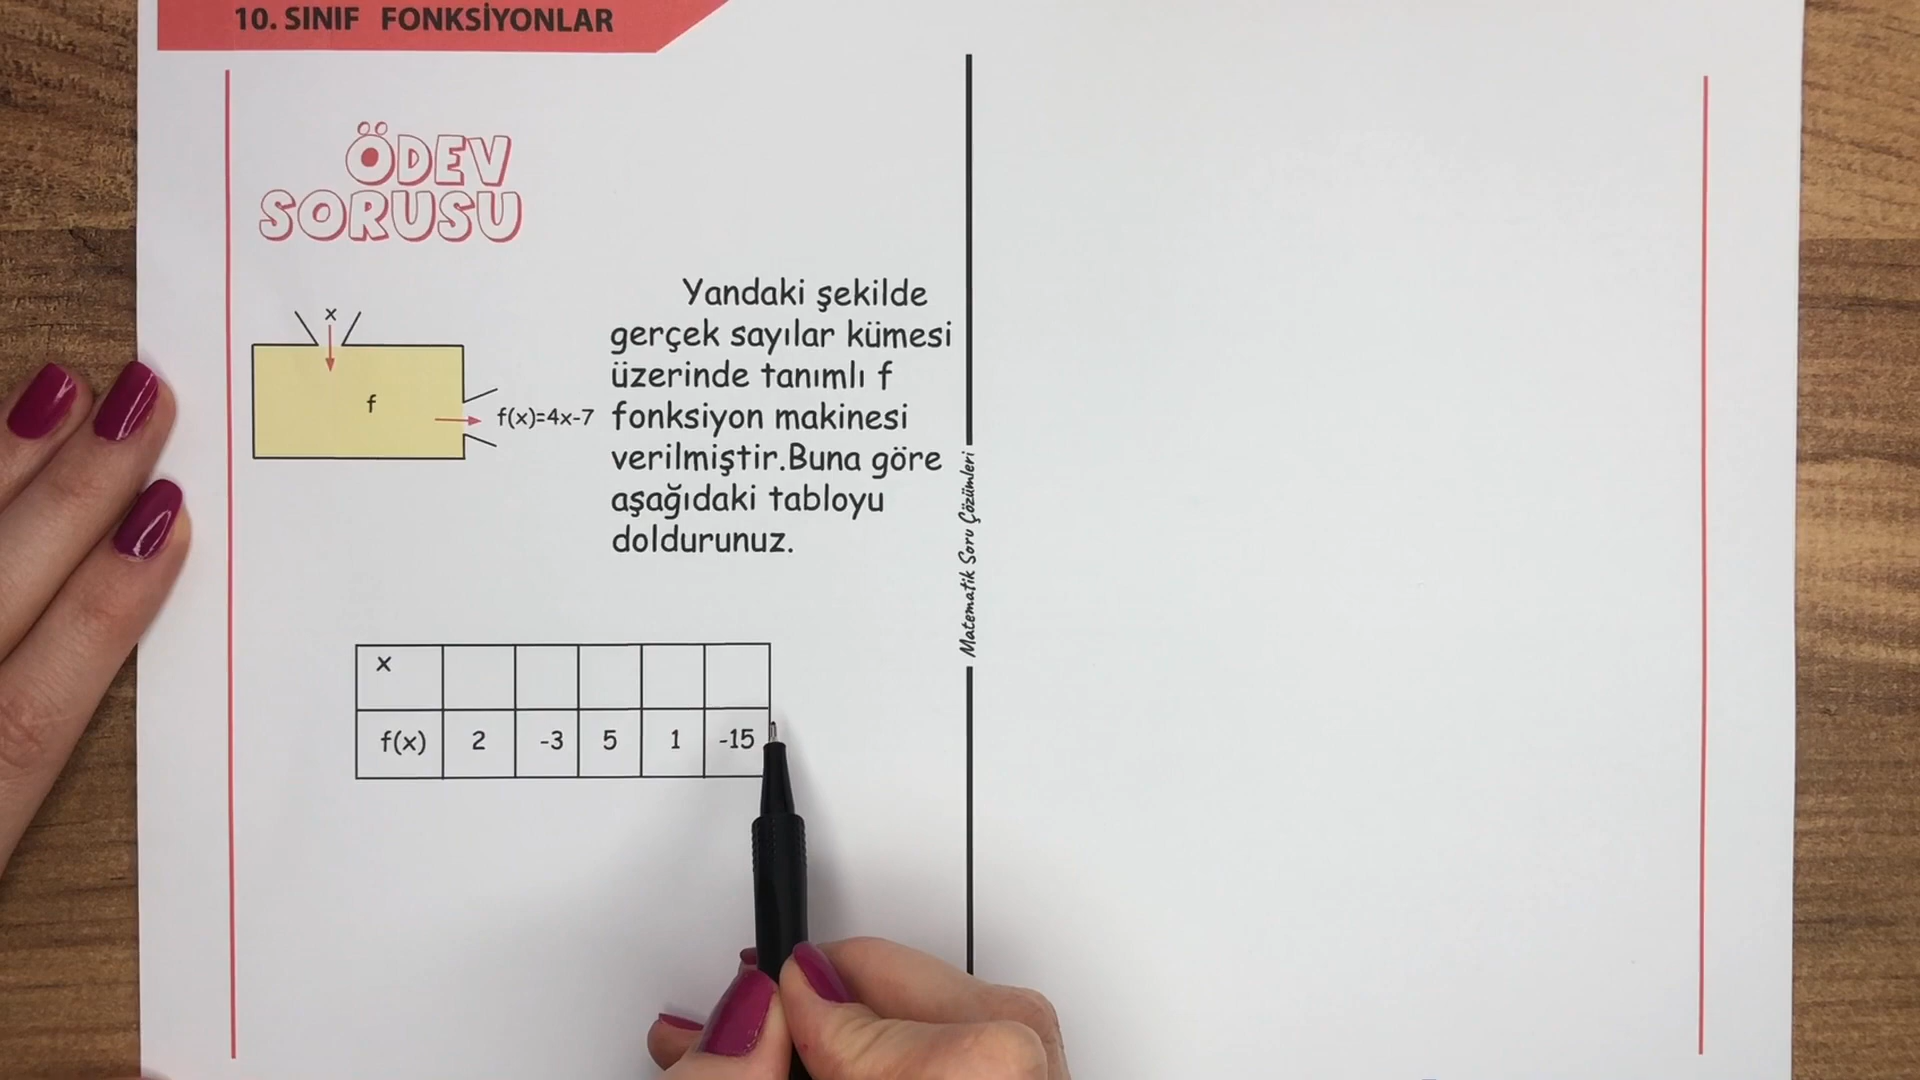 10. SINIF FONKSİYONLAR
ÖDEV
SORUSU
x
f
f(x)=4x-7
Yandaki şekilde
gerçek sayılar kümesi
üzerinde tanımlı f
fonksiyon makinesi
verilmiştir.Buna göre
aşağıdaki tabloyu
doldurunuz.
Matematik Soru Çözümleri
x
f(x) 2 -3 5 1 -15